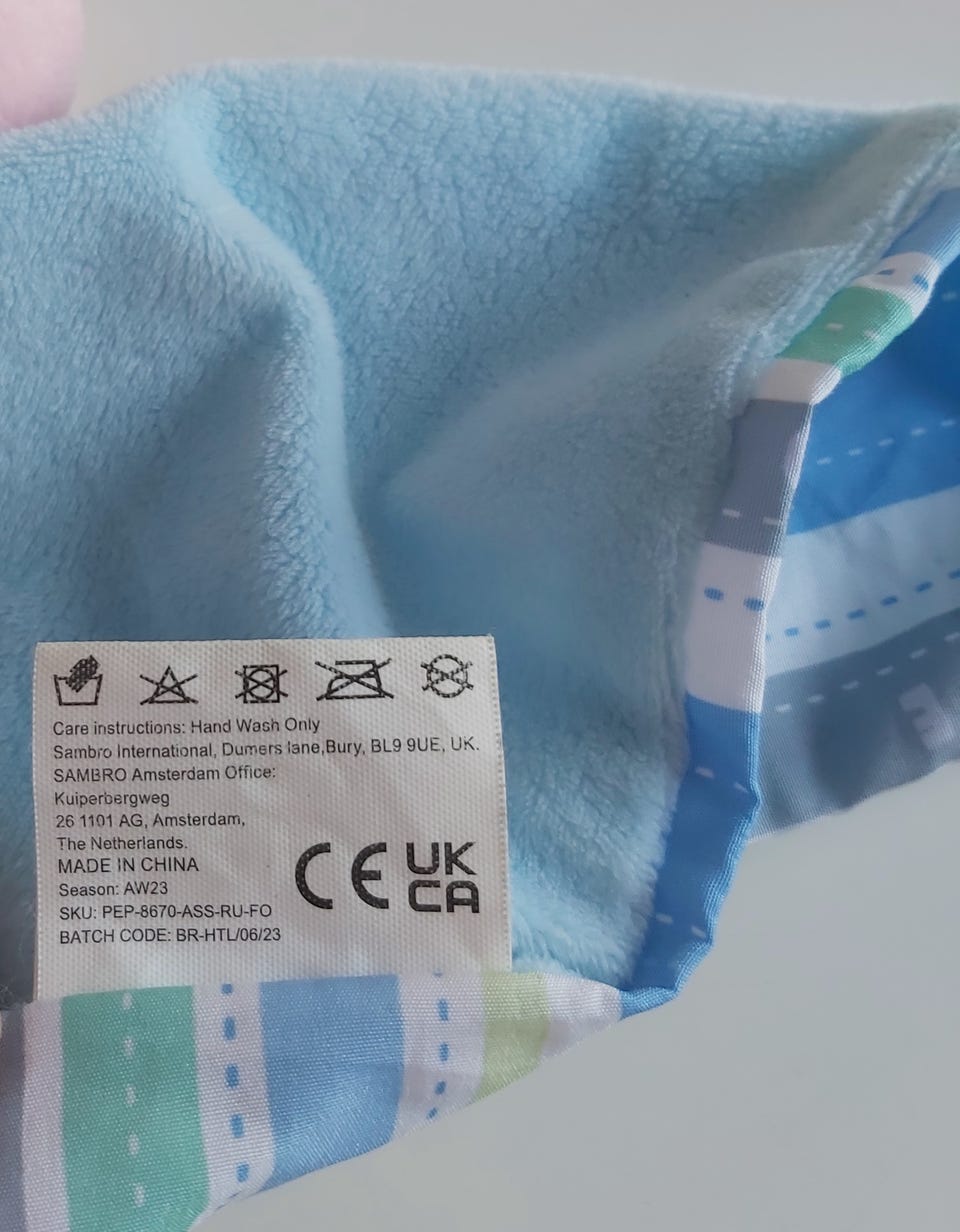 Care instructions: Hand Wash Only
Sambro International, Dumers lane,Bury, BL9 9UE, UK.
SAMBRO Amsterdam Office:
Kuiperbergweg
26 1101 AG, Amsterdam,
The Netherlands.
MADE IN CHINA
Season: AW23
SKU: PEP-8670-ASS-RU-FO
BATCH CODE: BR-HTL/06/23
CE UK
CA